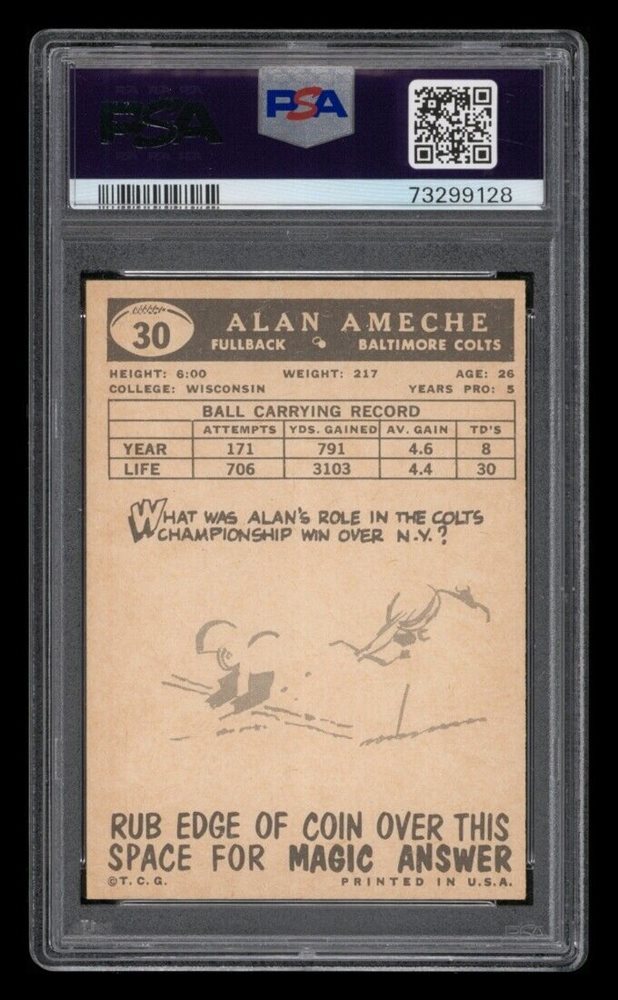 PSA
PSA
73299128
30
ALAN AMECHE
FULLBACK BALTIMORE COLTS
HEIGHT: 6:00 WEIGHT: 217 AGE: 26
COLLEGE: WISCONSIN YEARS PRO: 5
BALL CARRYING RECORD
ATTEMPTS YDS. GAINED AV. GAIN TD'S
YEAR 171 791 4.6 8
LIFE 706 3103 4.4 30
WHAT WAS ALAN'S ROLE IN THE COLTS
CHAMPIONSHIP WIN OVER N.Y.?
RUB EDGE OF COIN OVER THIS
SPACE FOR MAGIC ANSWER
©T.C.G. PRINTED IN U.S.A.
PSA